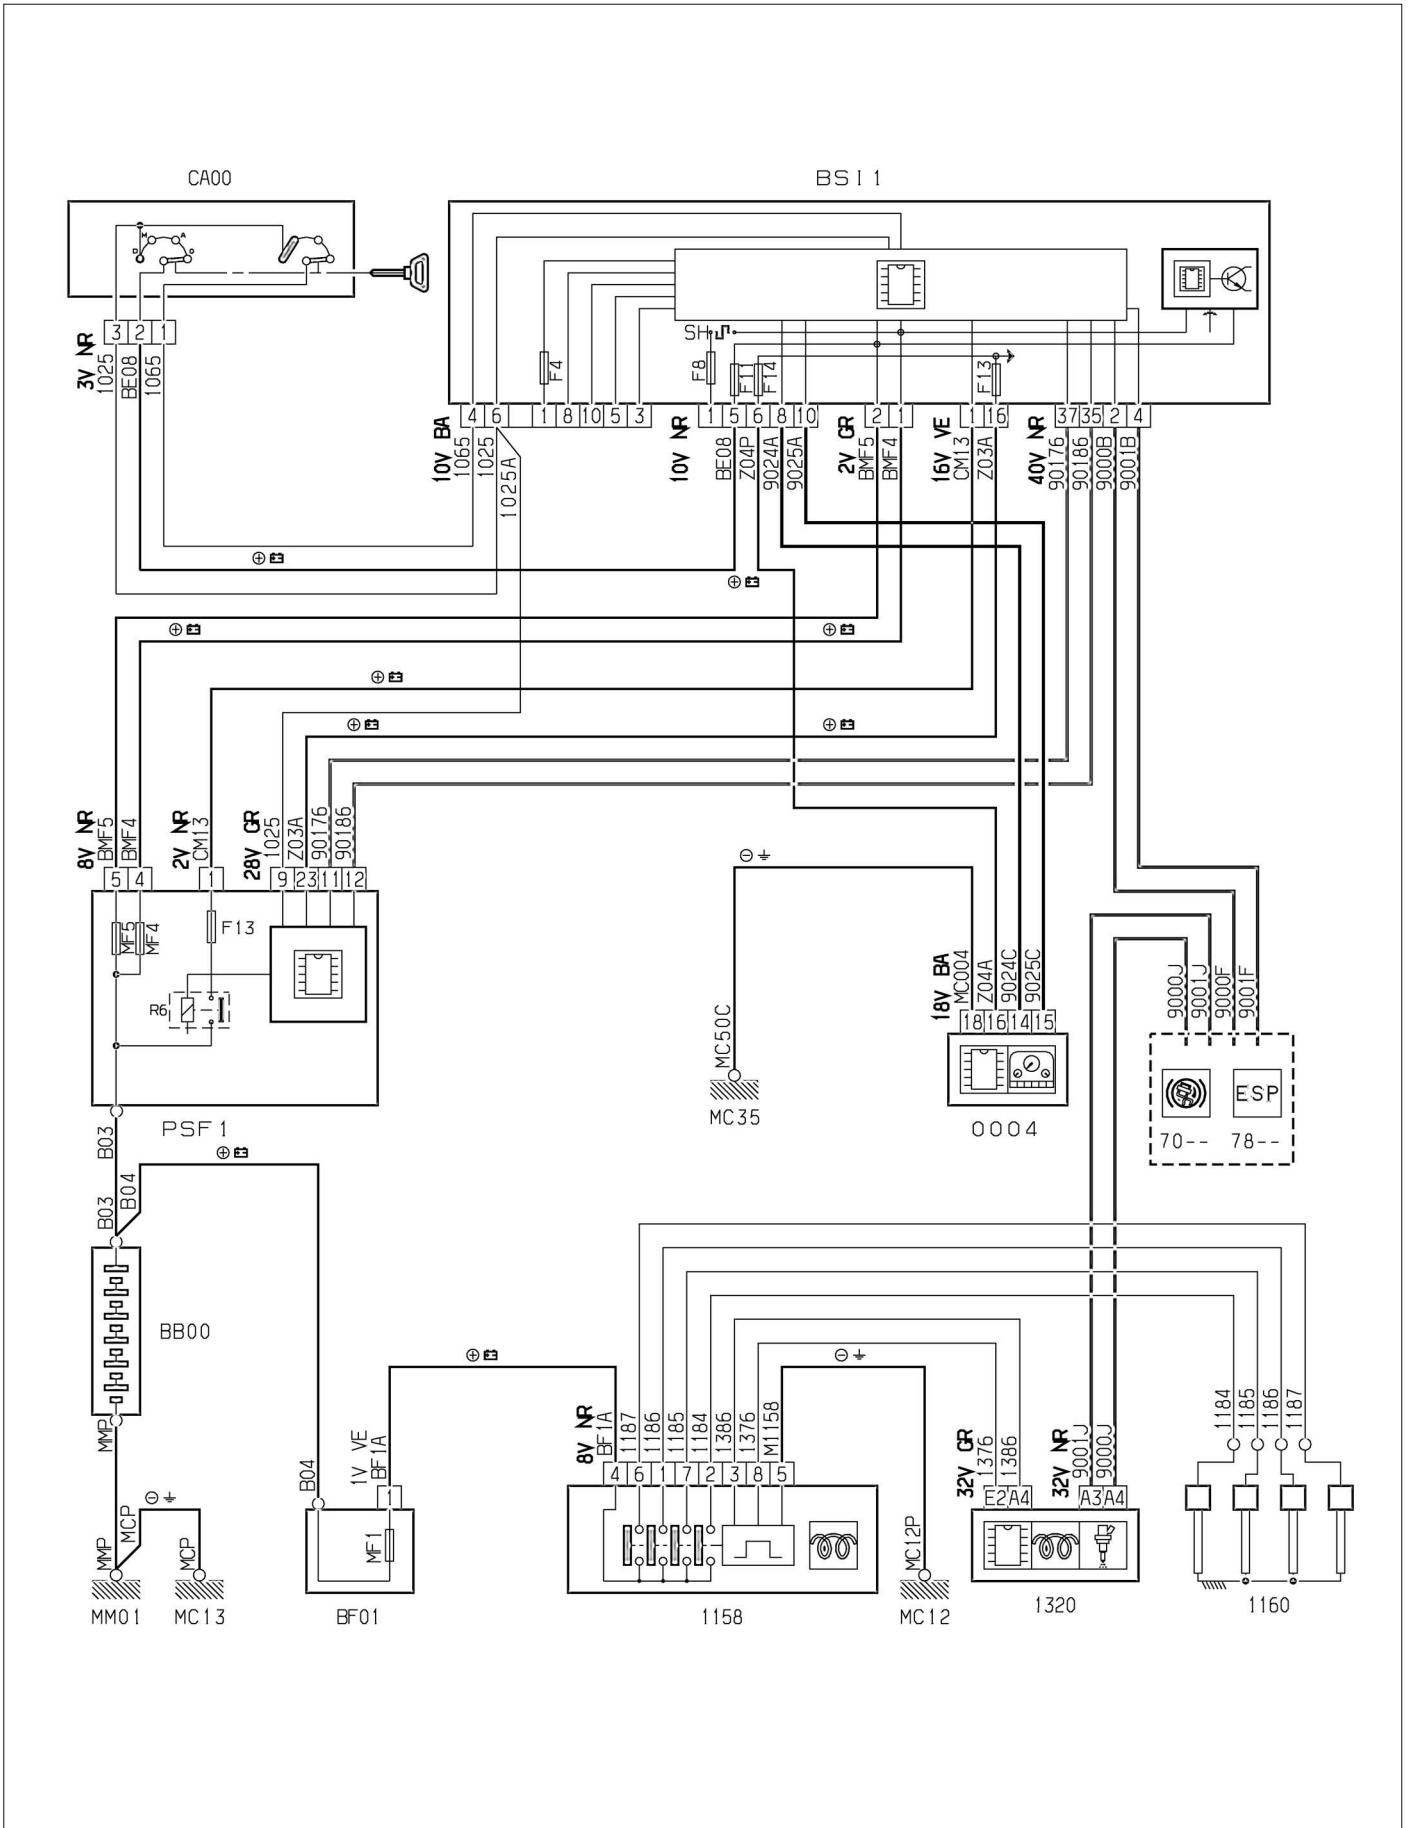 CA00
BSI1
M A
D O
SH
F4
F8
F11
F14
F13
3 2 1
3V NR
1025
BE08
1065
4 6 1 8 10 5 3
1 5 6 8 10
2 1
1 16
37 35 2 4
10V BA
1065
1025
1025A
10V NR
BE08
Z04P
9024A
9025A
2V GR
BMF5
BMF4
16V VE
CM13
Z03A
40V NR
90176
90186
9000B
9001B
8V NR
BMF5
BMF4
2V NR
CM13
28V GR
1025
Z03A
90176
90186
5 4 1 9 23 11 12
MF5
MF4
F13
R6
PSF1
MC50C
MC35
18V BA
MC004
Z04A
9024C
9025C
18 16 14 15
0004
9000J
9001J
9000F
9001F
ESP
70-- 78--
B03
B03
B04
BB00
MMP
MMP
MCP
MCP
MM01
MC13
B04
1V VE
BF1A
1
MF1
BF01
8V NR
BF1A
1187
1186
1185
1184
1386
1376
M1158
4 6 1 7 2 3 8 5
1158
MC12P
MC12
32V GR
1376
1386
32V NR
9001J
9000J
E2 A4 A3 A4
1320
1184
1185
1186
1187
1160